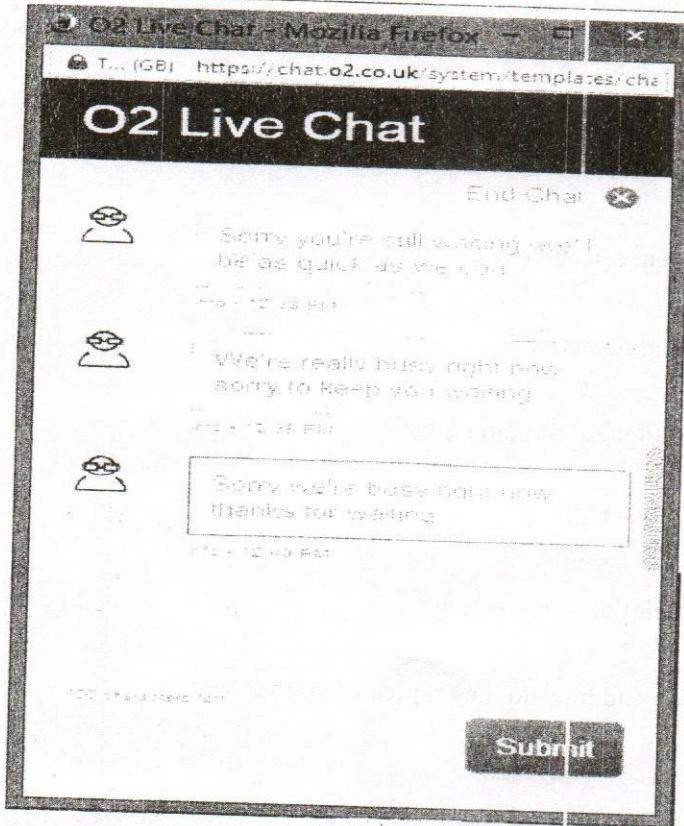 O2 Live Chat – Mozilla Firefox
T... (GB) https://chat.o2.co.uk/system/templates/cha
O2 Live Chat
End Chat
Sorry you're still waiting, we'll
be as quick as we can
We're really busy right now
sorry to keep you waiting
Sorry we're busy right now
thanks for waiting
characters
Submit